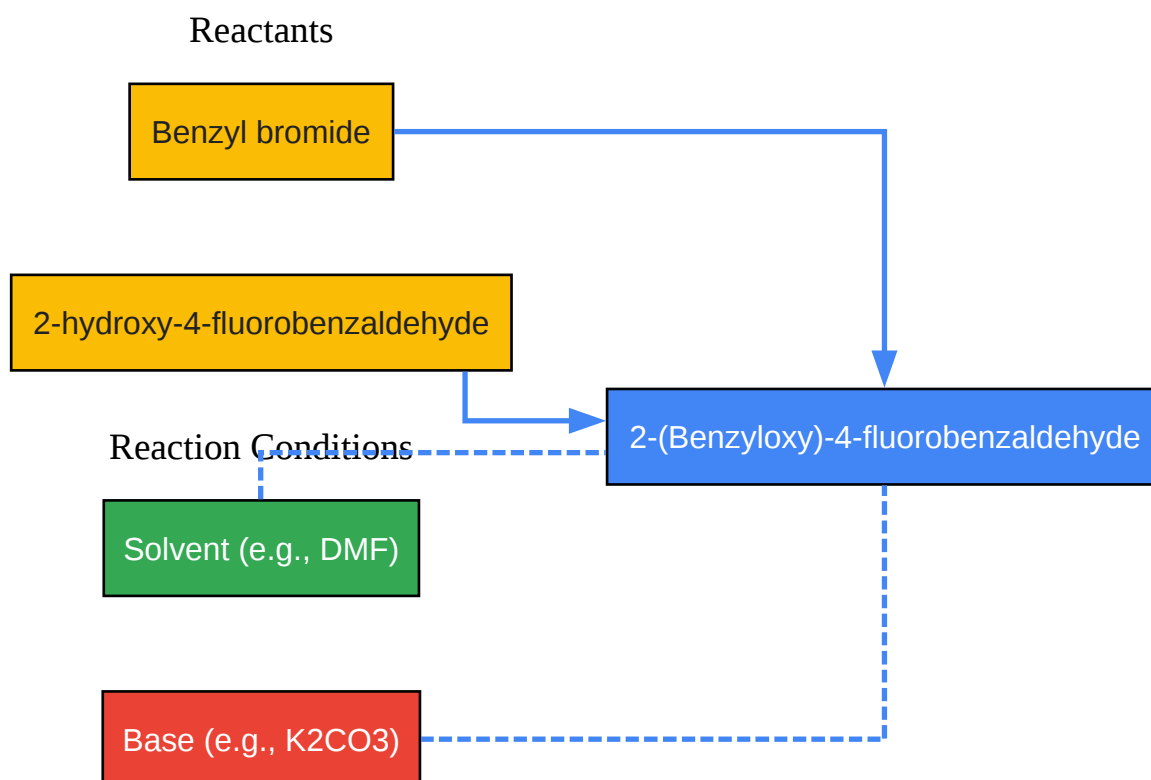 Reactants
Benzyl bromide
2-hydroxy-4-fluorobenzaldehyde
2-(Benzyloxy)-4-fluorobenzaldehyde
Reaction Conditions
Solvent (e.g., DMF)
Base (e.g., K2CO3)